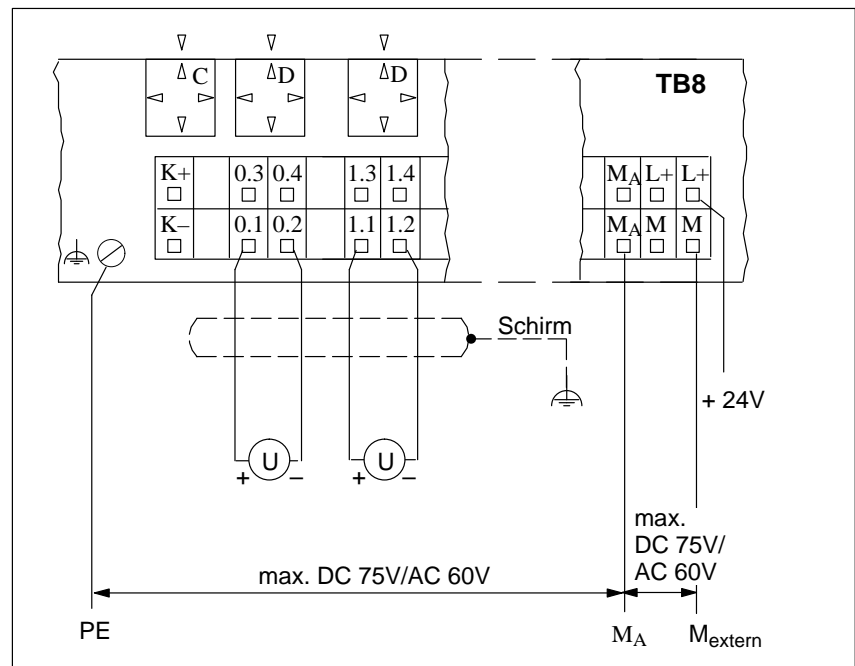 C D D TB8
K+ 0.3 0.4 1.3 1.4 MA L+ L+
K– 0.1 0.2 1.1 1.2 MA M M
Schirm
+ 24V
+ U – + U –
max.
DC 75V/
AC 60V
max. DC 75V/AC 60V
PE MA Mextern